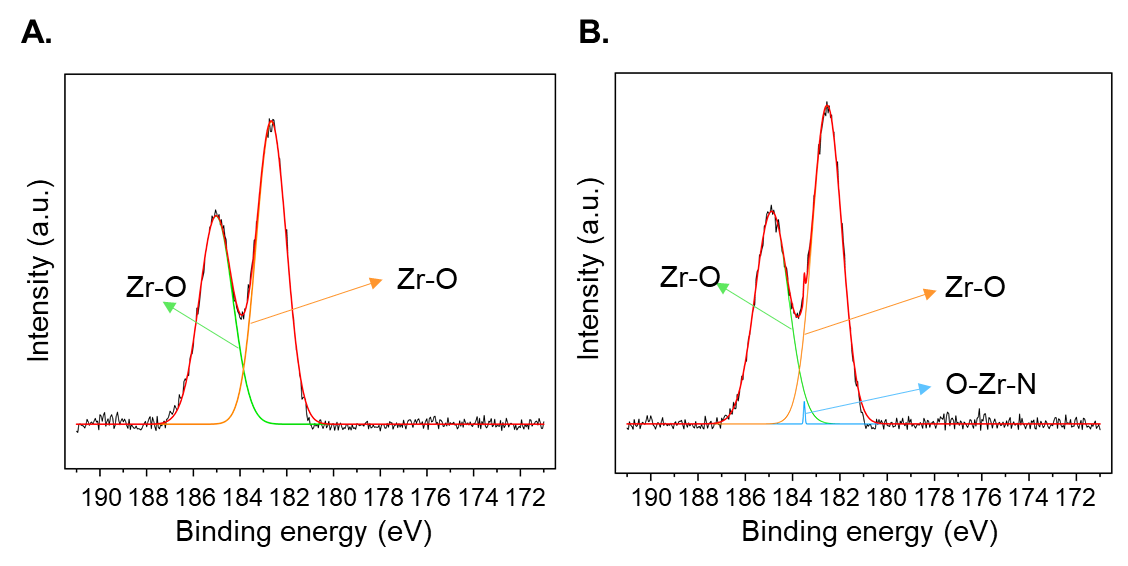 A.
Intensity (a.u.)
Zr-O
Zr-O
190 188 186 184 182 180 178 176 174 172
Binding energy (eV)
B.
Intensity (a.u.)
Zr-O
Zr-O
O-Zr-N
190 188 186 184 182 180 178 176 174 172
Binding energy (eV)